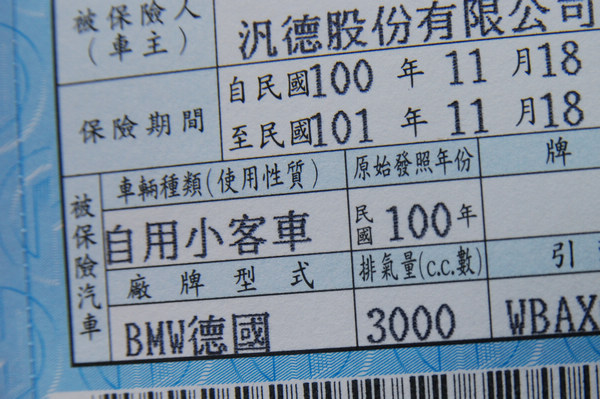 被保險人
(車主)
汎德股份有限公司
保險期間
自民國100 年 11 月18
至民國101 年 11 月18
被保險汽車
車輛種類(使用性質)
原始發照年份
牌
自用小客車
民國 100 年
廠牌型式
排氣量(c.c.數)
引
BMW德國
3000
WBAX